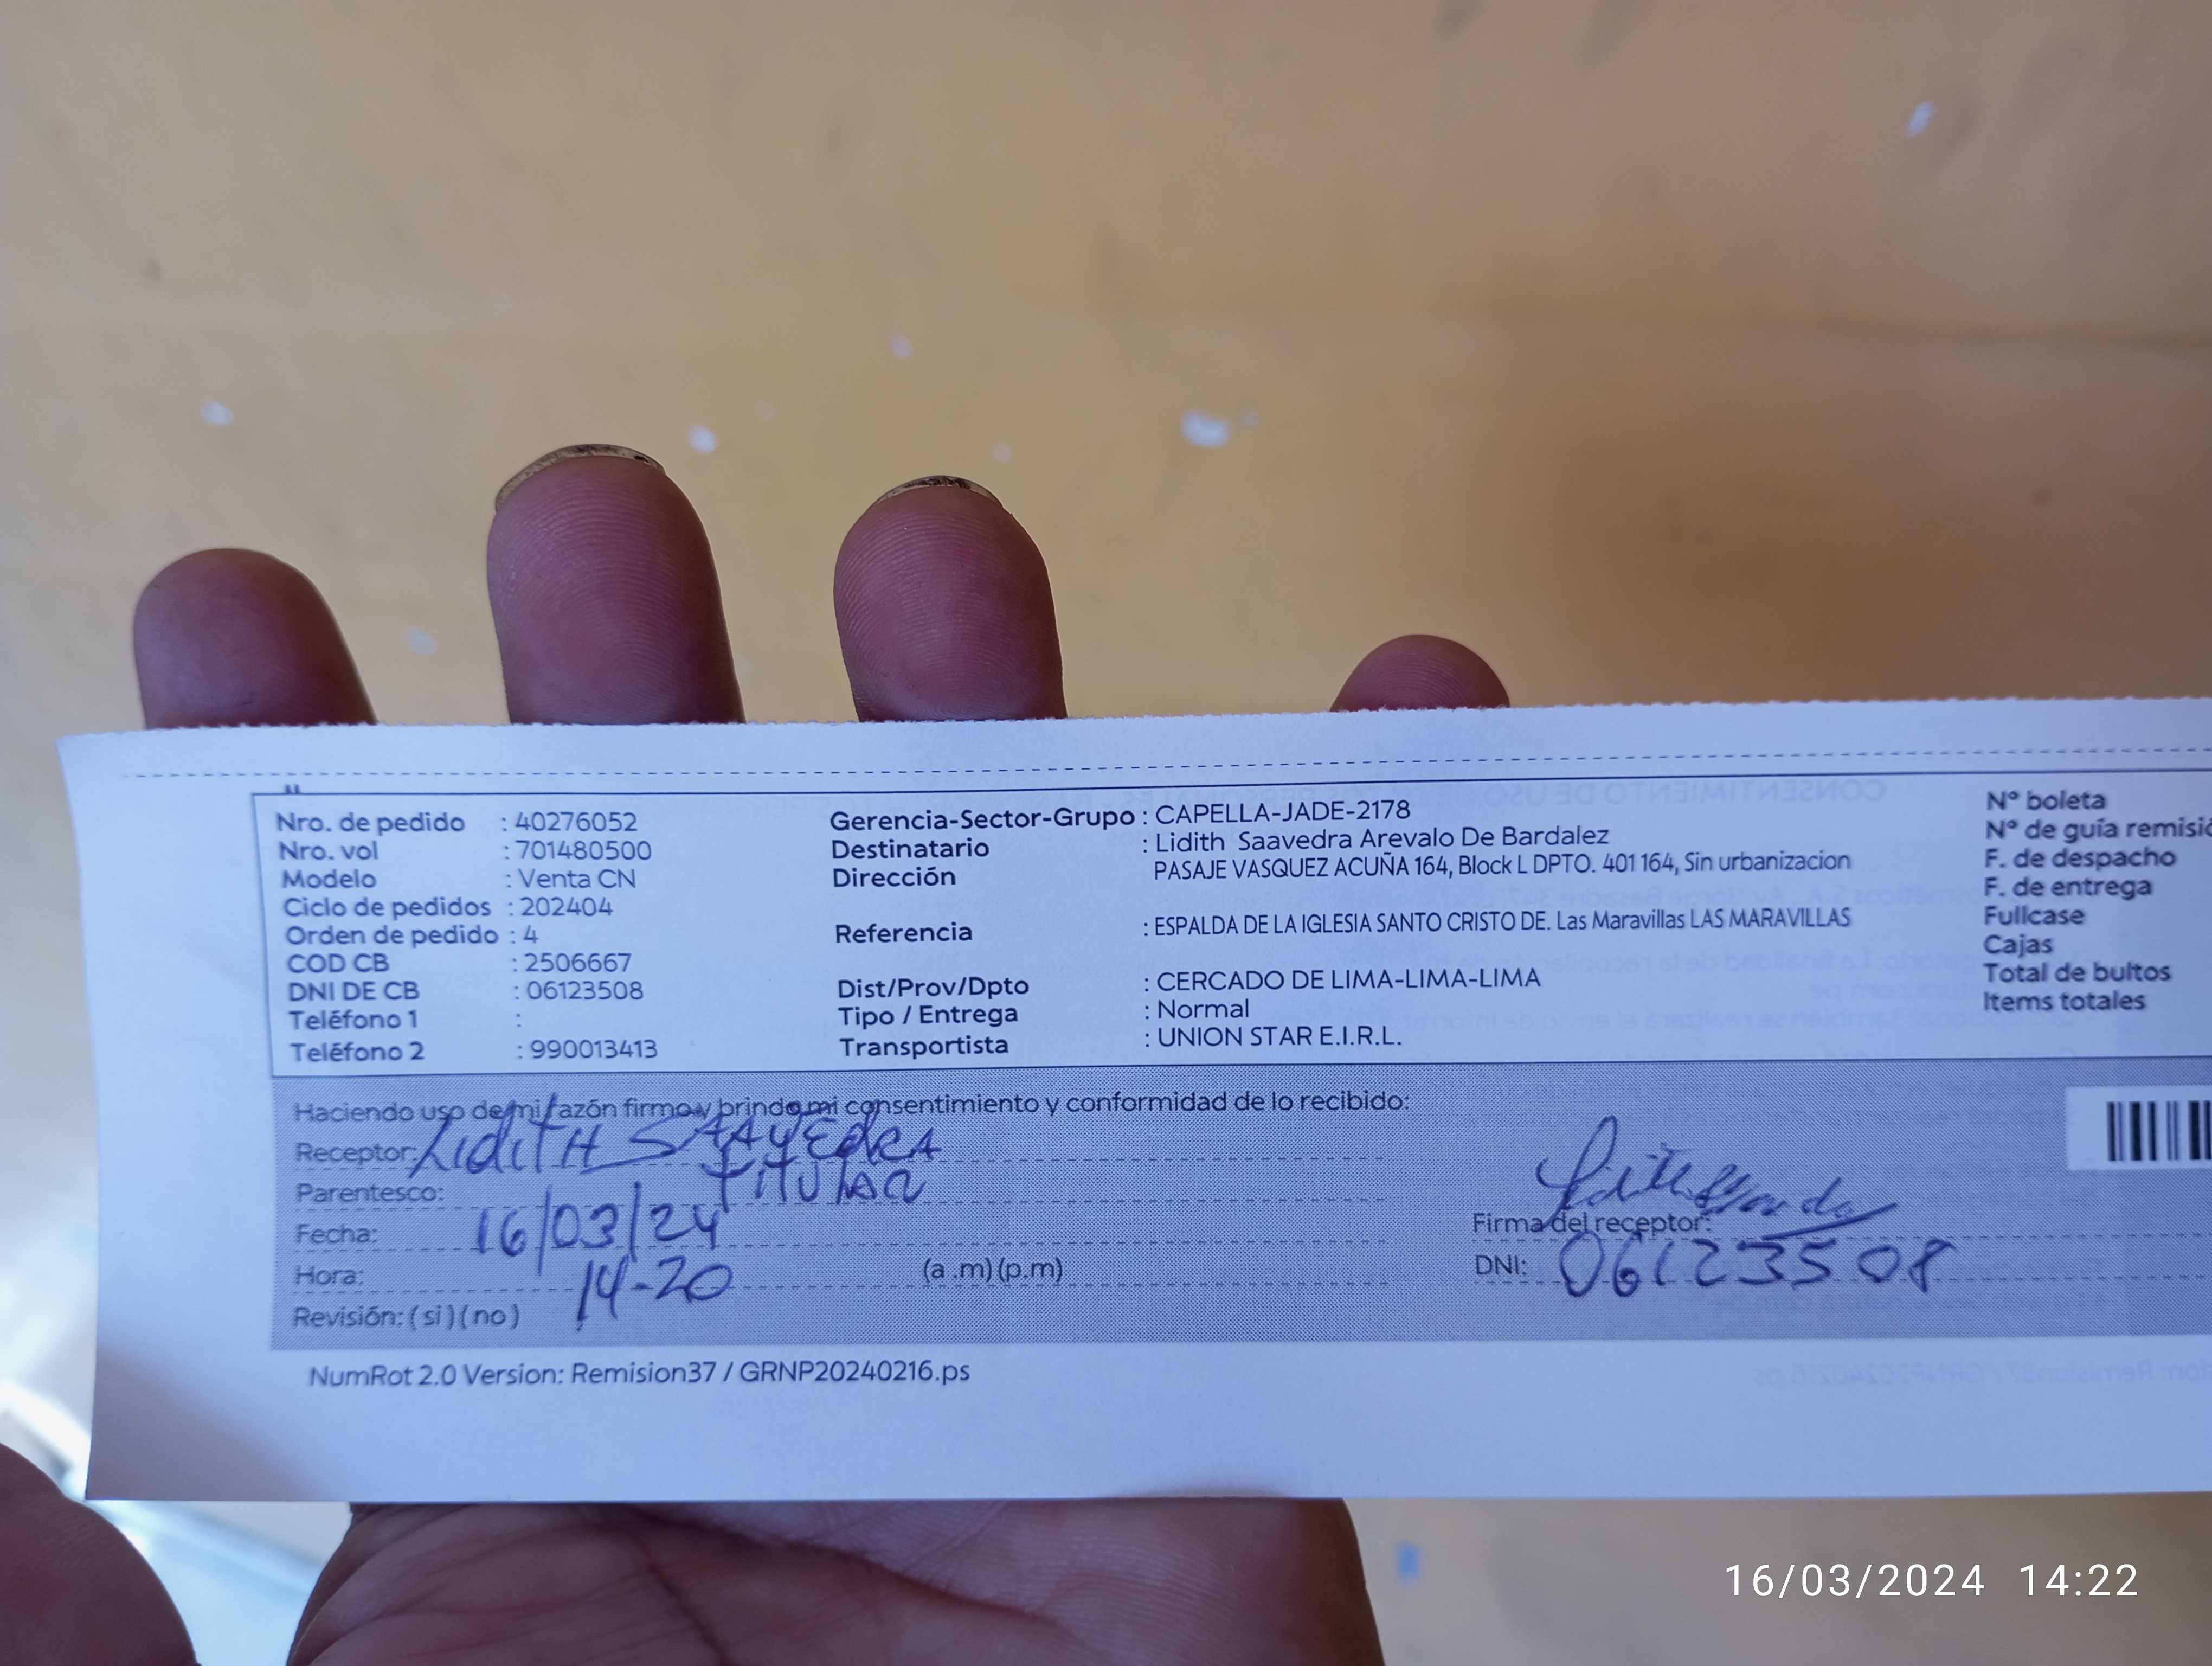 Nro. de pedido : 40276052
Nro. vol : 701480500
Modelo : Venta CN
Ciclo de pedidos : 202404
Orden de pedido : 4
COD CB : 2506667
DNI DE CB : 06123508
Teléfono 1 :
Teléfono 2 : 990013413
Gerencia-Sector-Grupo : CAPELLA-JADE-2178
Destinatario : Lidith Saavedra Arevalo De Bardalez
Dirección PASAJE VASQUEZ ACUÑA 164, Block L DPTO. 401 164, Sin urbanizacion
Referencia : ESPALDA DE LA IGLESIA SANTO CRISTO DE. Las Maravillas LAS MARAVILLAS
Dist/Prov/Dpto : CERCADO DE LIMA-LIMA-LIMA
Tipo / Entrega : Normal
Transportista : UNION STAR E.I.R.L.
N° boleta
N° de guía remisió
F. de despacho
F. de entrega
Fullcase
Cajas
Total de bultos
Items totales
Haciendo uso de mi razón firmo y brindo mi consentimiento y conformidad de lo recibido:
Receptor: Lidith SAAVEdRA
Parentesco: TITULAR
Fecha: 16/03/24
Hora: 14-20 (a .m) (p.m)
Revisión: ( si ) ( no )
Firma del receptor:
DNI: 06123508
NumRot 2.0 Version: Remision37 / GRNP20240216.ps
16/03/2024 14:22